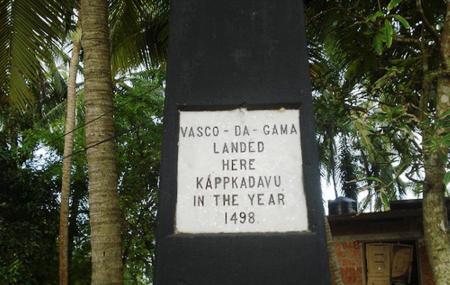 VASCO - DA - GAMA
LANDED
HERE
KAPPKADAVU
IN THE YEAR
1498.